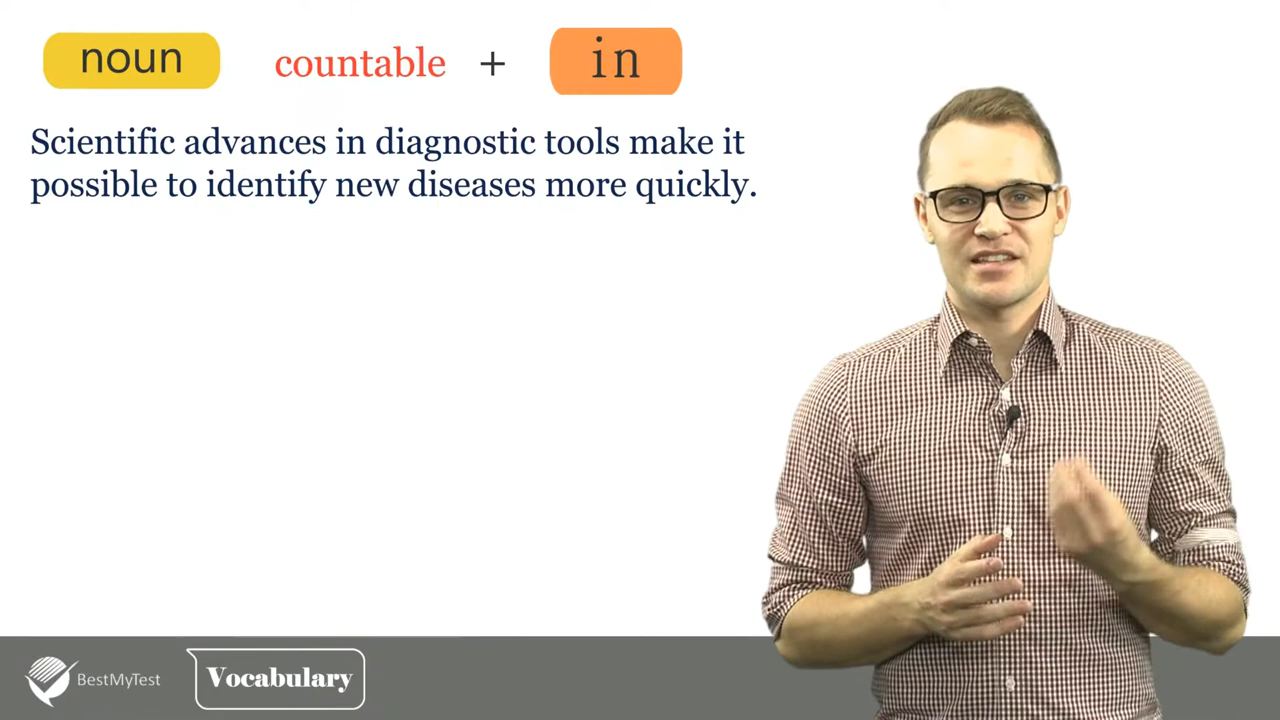 noun countable + in
Scientific advances in diagnostic tools make it
possible to identify new diseases more quickly.
BestMyTest Vocabulary